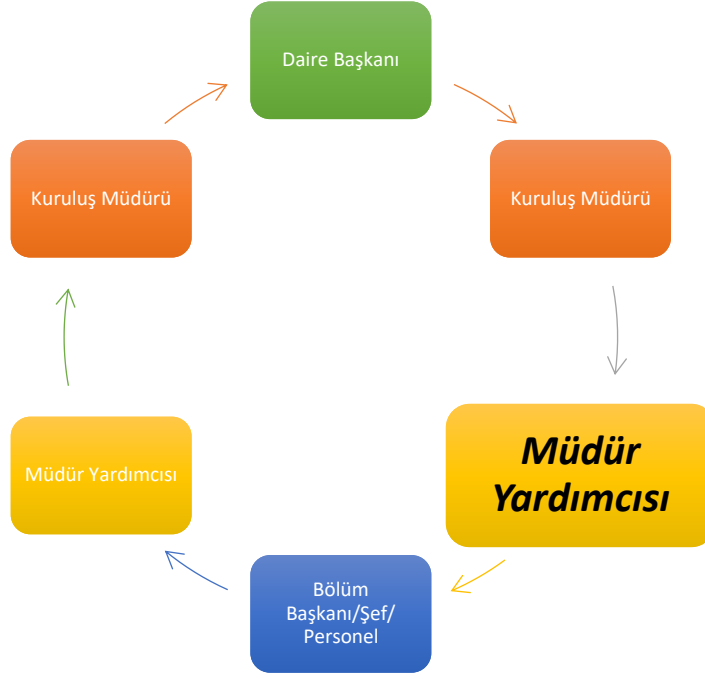 Daire Başkanı
Kuruluş Müdürü
Kuruluş Müdürü
Müdür
Yardımcısı
Müdür Yardımcısı
Bölüm
Başkanı/Şef/
Personel